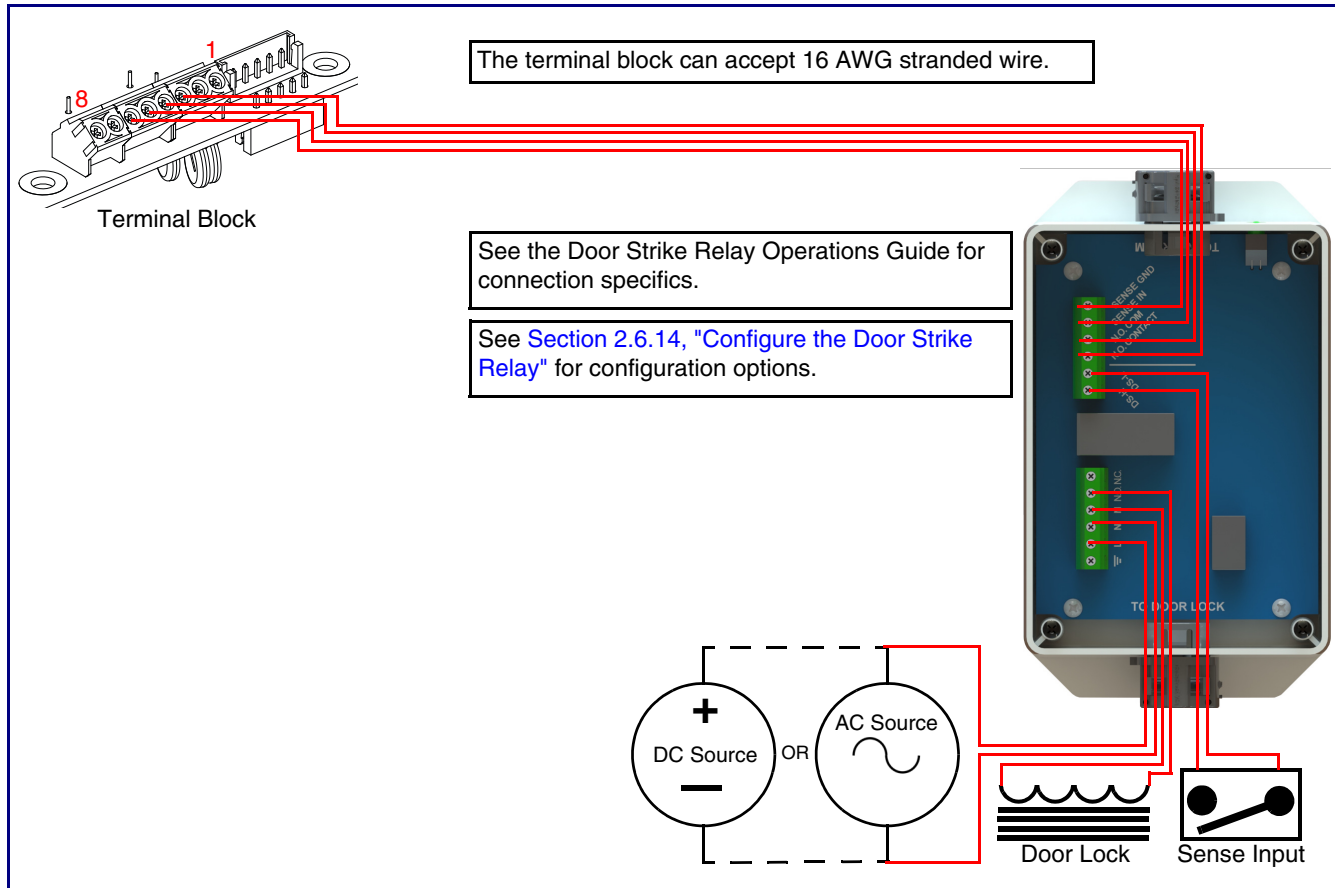 1
The terminal block can accept 16 AWG stranded wire.
8
Terminal Block
See the Door Strike Relay Operations Guide for
connection specifics.
See Section 2.6.14, "Configure the Door Strike
Relay" for configuration options.
SENSE GND
SENSE IN
N.O. COM
N.O. CONTACT
DS-1
N.C.
N.O.
N
L
TO DOOR LOCK
+
DC Source
OR
AC Source
Door Lock
Sense Input